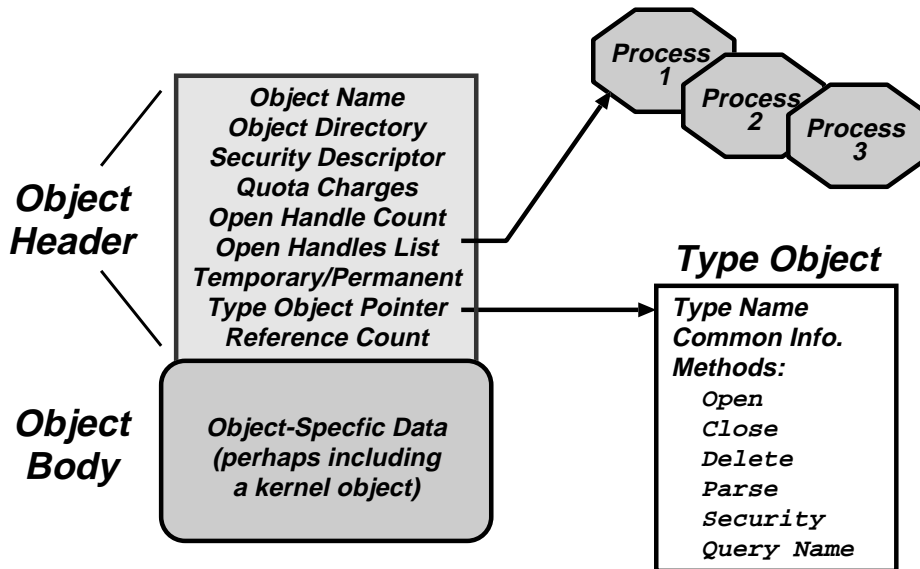 Process
1
Process
2
Process
3
Object
Header
Object Name
Object Directory
Security Descriptor
Quota Charges
Open Handle Count
Open Handles List
Temporary/Permanent
Type Object Pointer
Reference Count
Object
Body
Object-Specfic Data
(perhaps including
a kernel object)
Type Object
Type Name
Common Info.
Methods:
Open
Close
Delete
Parse
Security
Query Name